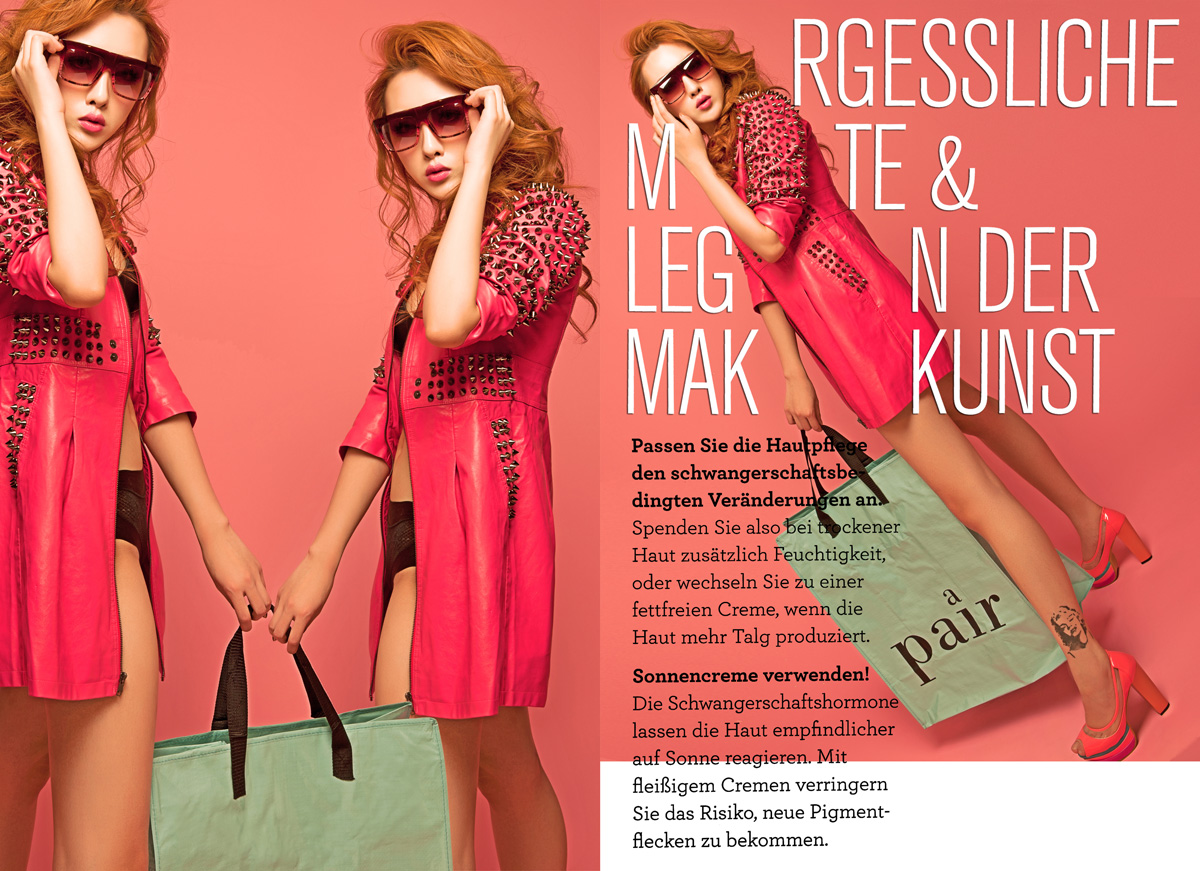 RGESSLICHE
M TE &
LEG N DER
MAK KUNST
Passen Sie die Hautpflege
den schwangerschaftsbe-
dingten Veränderungen an.
Spenden Sie also bei trockener
Haut zusätzlich Feuchtigkeit,
oder wechseln Sie zu einer
fettfreien Creme, wenn die
Haut mehr Talg produziert.
Sonnencreme verwenden!
Die Schwangerschaftshormone
lassen die Haut empfindlicher
auf Sonne reagieren. Mit
fleißigem Cremen verringern
Sie das Risiko, neue Pigment-
flecken zu bekommen.
a
pair